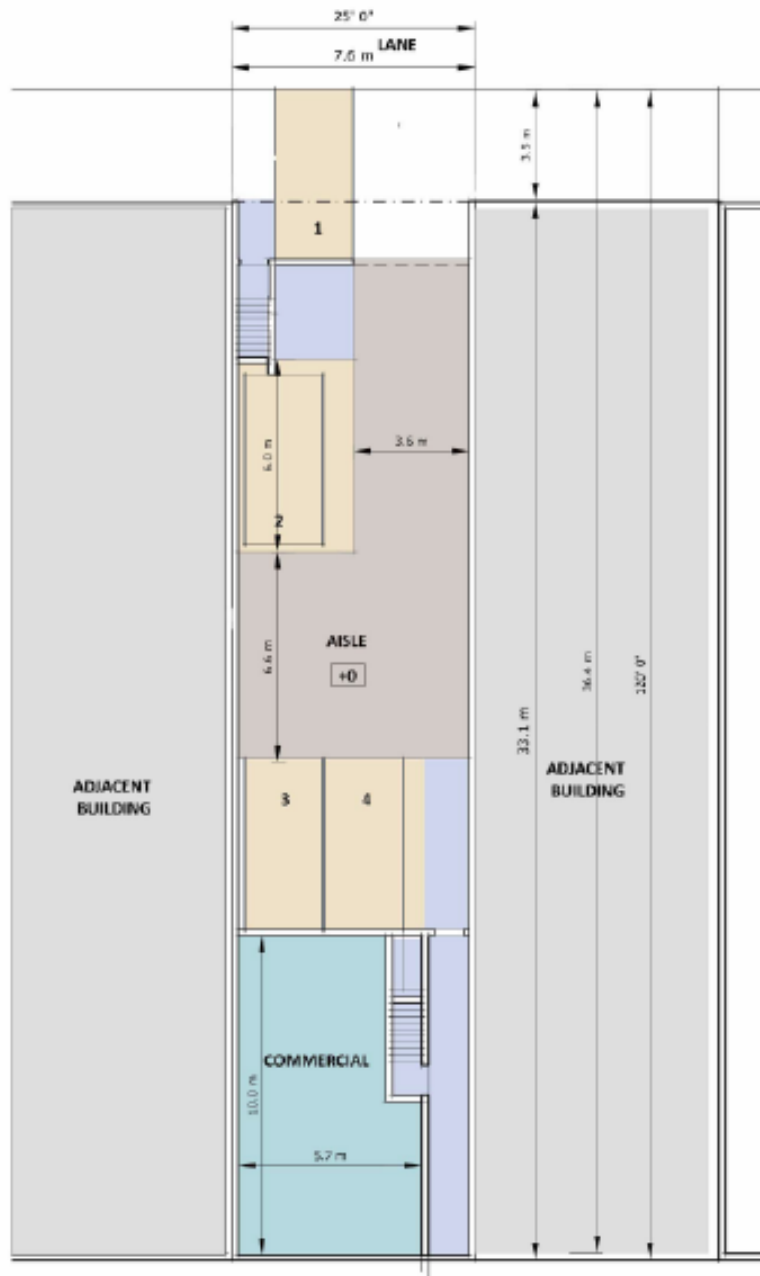 25' 0"
LANE
7.6 m
3.5 m
1
3.6 m
6.0 m
2
AISLE
+0
6.6 m
36.4 m
120' 0"
33.1 m
ADJACENT
BUILDING
ADJACENT
BUILDING
3
4
COMMERCIAL
10.0 m
5.7 m